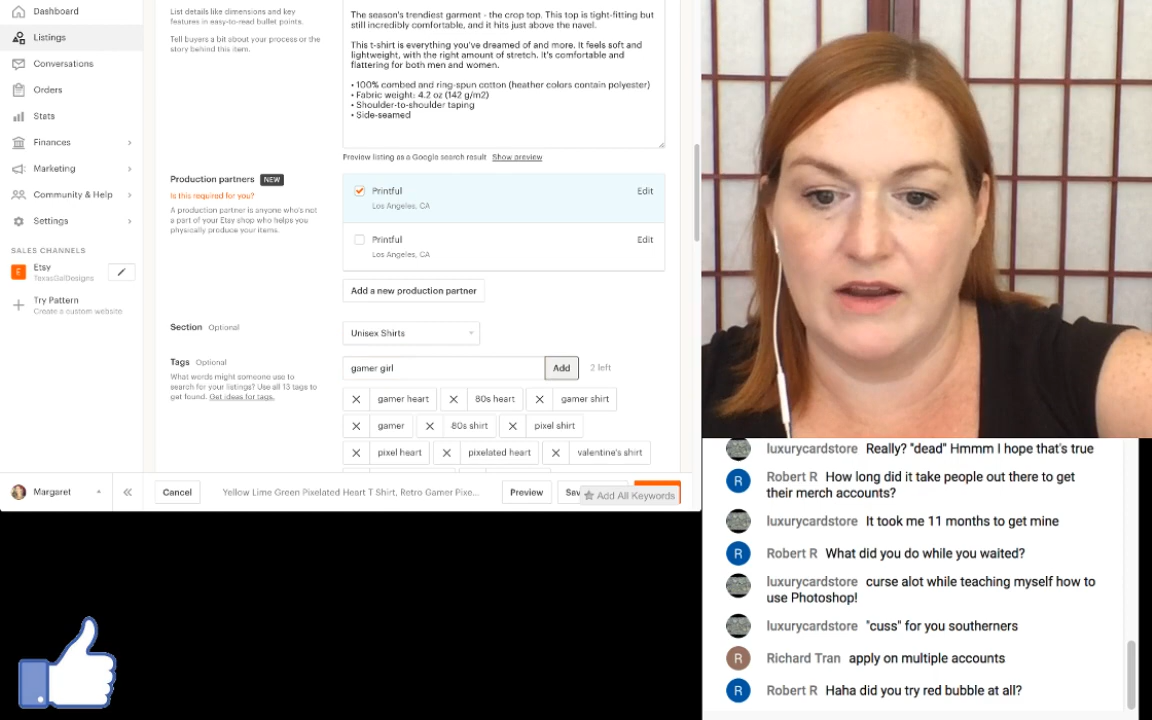 Dashboard
Listings
Conversations
Orders
Stats
Finances
Marketing
Community & Help
Settings
SALES CHANNELS
E
Etsy
TexasGalDesigns
Try Pattern
Create a custom website
Margaret
List details like dimensions and key
features in easy-to-read bullet points.
Tell buyers a bit about your process or the
story behind this item.
The season's trendiest garment - the crop top. This top is tight-fitting but
still incredibly comfortable, and it hits just above the navel.
This t-shirt is everything you've dreamed of and more. It feels soft and
lightweight, with the right amount of stretch. It's comfortable and
flattering for both men and women.
• 100% combed and ring-spun cotton (heather colors contain polyester)
• Fabric weight: 4.2 oz (142 g/m2)
• Shoulder-to-shoulder taping
• Side-seamed
Preview listing as a Google search result Show preview
Production partners NEW
Is this required for you?
A production partner is anyone who's not
a part of your Etsy shop who helps you
physically produce your items.
Printful Edit
Los Angeles, CA
Printful Edit
Los Angeles, CA
Add a new production partner
Section Optional
Unisex Shirts
Tags Optional
What words might someone use to
search for your listings? Use all 13 tags to
get found. Get ideas for tags.
gamer girl Add 2 left
gamer heart 80s heart gamer shirt
gamer 80s shirt pixel shirt
pixel heart pixelated heart valentine's shirt
Cancel Yellow Lime Green Pixelated Heart T Shirt, Retro Gamer Pixe... Preview Sav
Add All Keywords
luxurycardstore Really? "dead" Hmmm I hope that's true
R Robert R How long did it take people out there to get
their merch accounts?
luxurycardstore It took me 11 months to get mine
R Robert R What did you do while you waited?
luxurycardstore curse alot while teaching myself how to
use Photoshop!
luxurycardstore "cuss" for you southerners
R Richard Tran apply on multiple accounts
R Robert R Haha did you try red bubble at all?